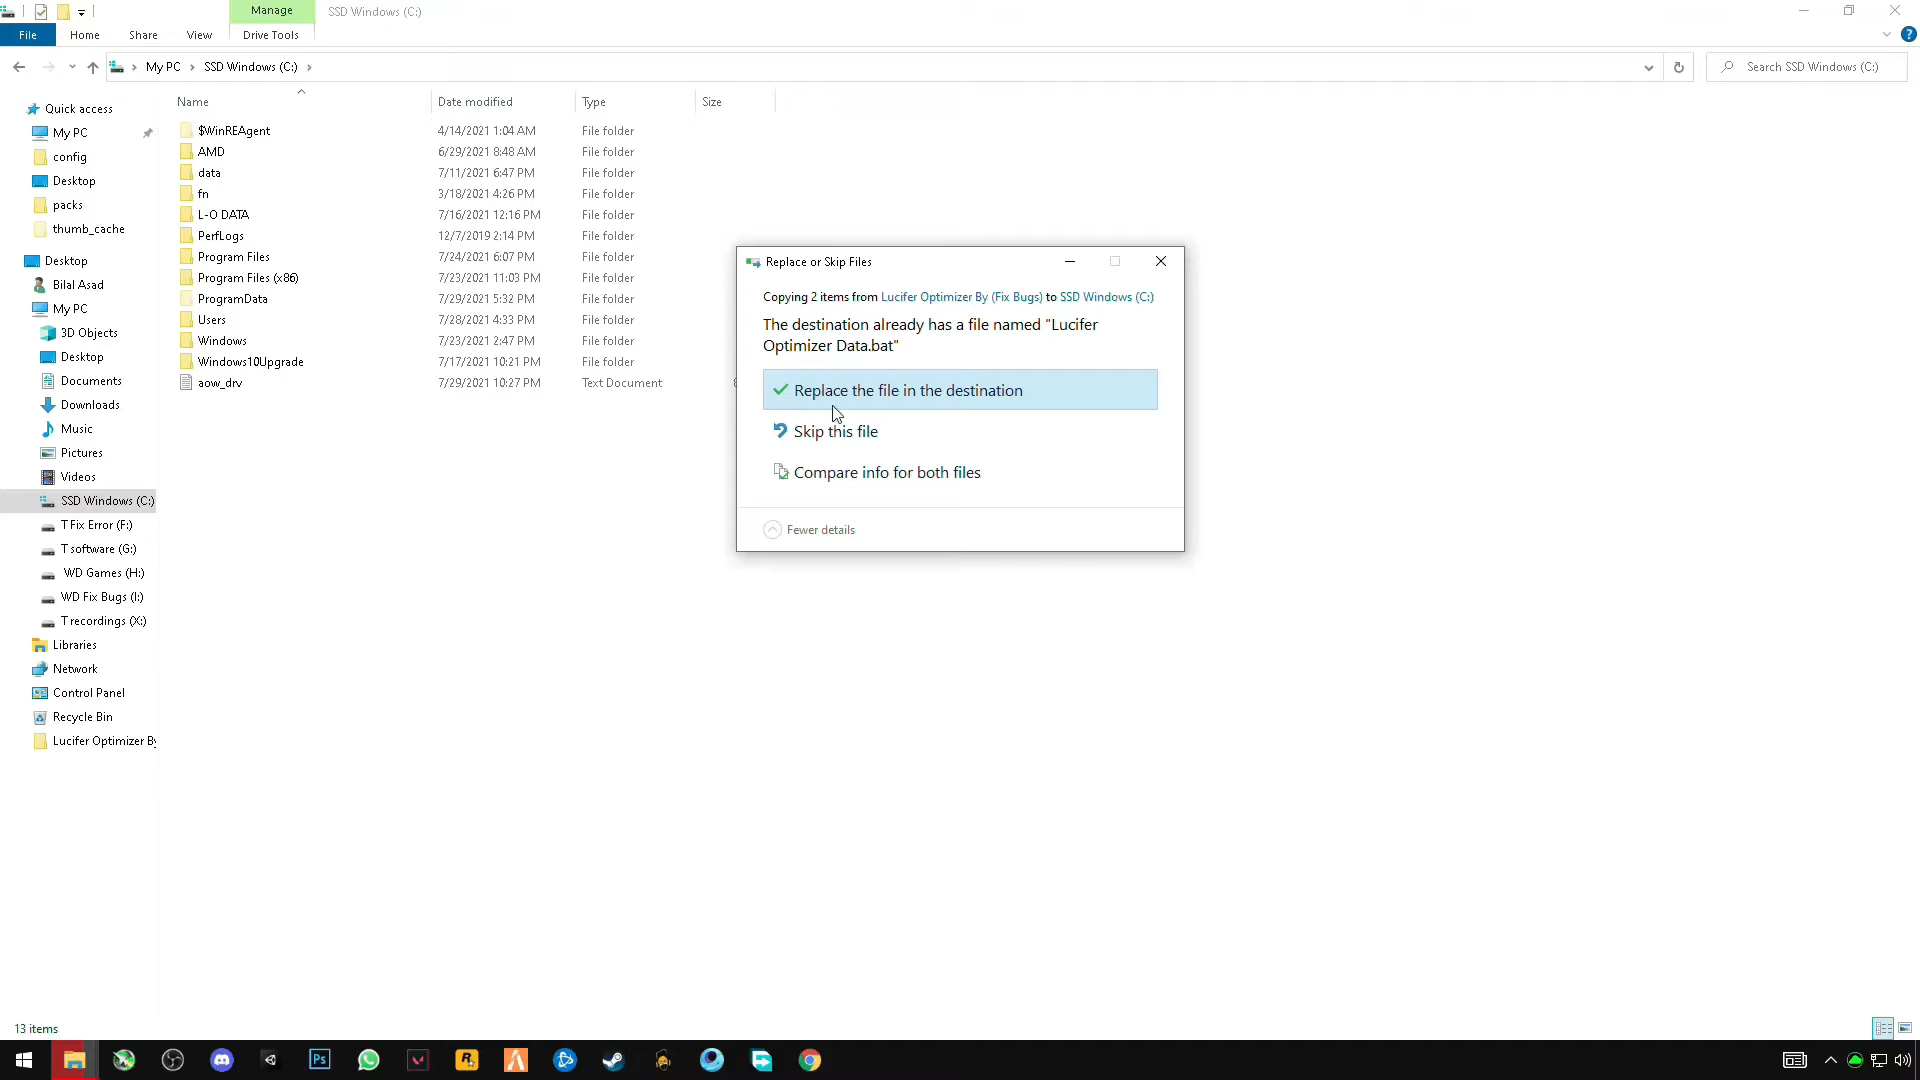 Manage
SSD Windows (C:)
File
Home
Share
View
Drive Tools
My PC
SSD Windows (C:)
Search SSD Windows (C:)
Name
Date modified
Type
Size
$WinREAgent
4/14/2021 1:04 AM
File folder
AMD
6/29/2021 8:48 AM
File folder
data
7/11/2021 6:47 PM
File folder
fn
3/18/2021 4:26 PM
File folder
L-O DATA
7/16/2021 12:16 PM
File folder
PerfLogs
12/7/2019 2:14 PM
File folder
Program Files
7/24/2021 6:07 PM
File folder
Program Files (x86)
7/23/2021 11:03 PM
File folder
ProgramData
7/29/2021 5:32 PM
File folder
Users
7/28/2021 4:33 PM
File folder
Windows
7/23/2021 2:47 PM
File folder
Windows10Upgrade
7/17/2021 10:21 PM
File folder
aow_drv
7/29/2021 10:27 PM
Text Document
Quick access
My PC
config
Desktop
packs
thumb_cache
Desktop
Bilal Asad
My PC
3D Objects
Desktop
Documents
Downloads
Music
Pictures
Videos
SSD Windows (C:)
T Fix Error (F:)
T software (G:)
WD Games (H:)
WD Fix Bugs (I:)
T recordings (X:)
Libraries
Network
Control Panel
Recycle Bin
Lucifer Optimizer By
Replace or Skip Files
Copying 2 items from Lucifer Optimizer By (Fix Bugs) to SSD Windows (C:)
The destination already has a file named "Lucifer
Optimizer Data.bat"
Replace the file in the destination
Skip this file
Compare info for both files
Fewer details
13 items
Ps